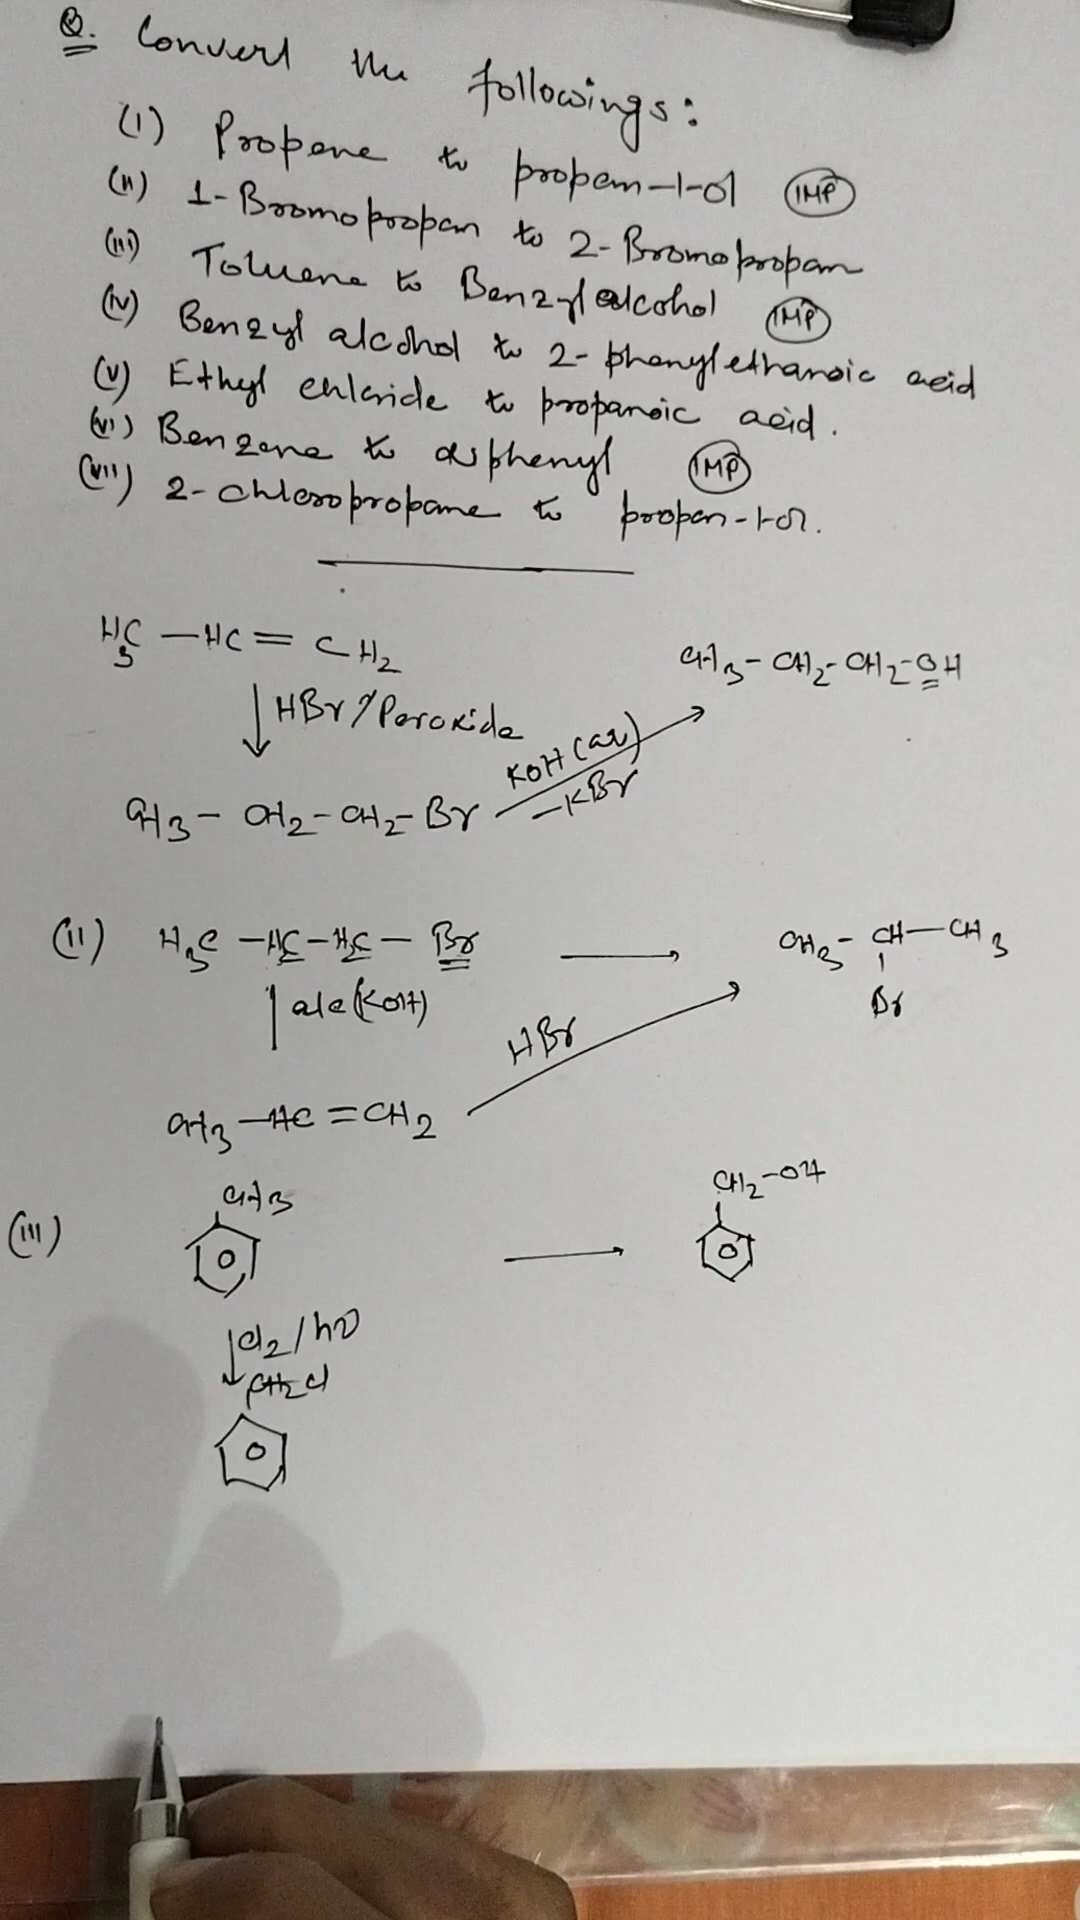 Q. Convert the followings:
(I) Propene to propan-1-ol (IMP)
(II) 1-Bromopropan to 2-Bromopropan
(III) Toluene to Benzyl alcohol (IMP)
(IV) Benzyl alcohol to 2-phenylethanoic acid
(V) Ethyl chloride to propanoic acid.
(VI) Benzene to diphenyl (IMP)
(VII) 2-chloropropane to propan-1-ol.
H3C – HC = CH2
CH3 – CH2 – CH2 – OH
HBr / Peroxide
KOH (aq)
CH3 – CH2 – CH2 – Br
– KBr
(II) H3C – H2C – H2C – Br → CH3 – CH – CH3
Br
alc (KOH)
HBr
CH3 – HC = CH2
(III) CH3 → CH2 – OH
Cl2 / hν
CH2Cl